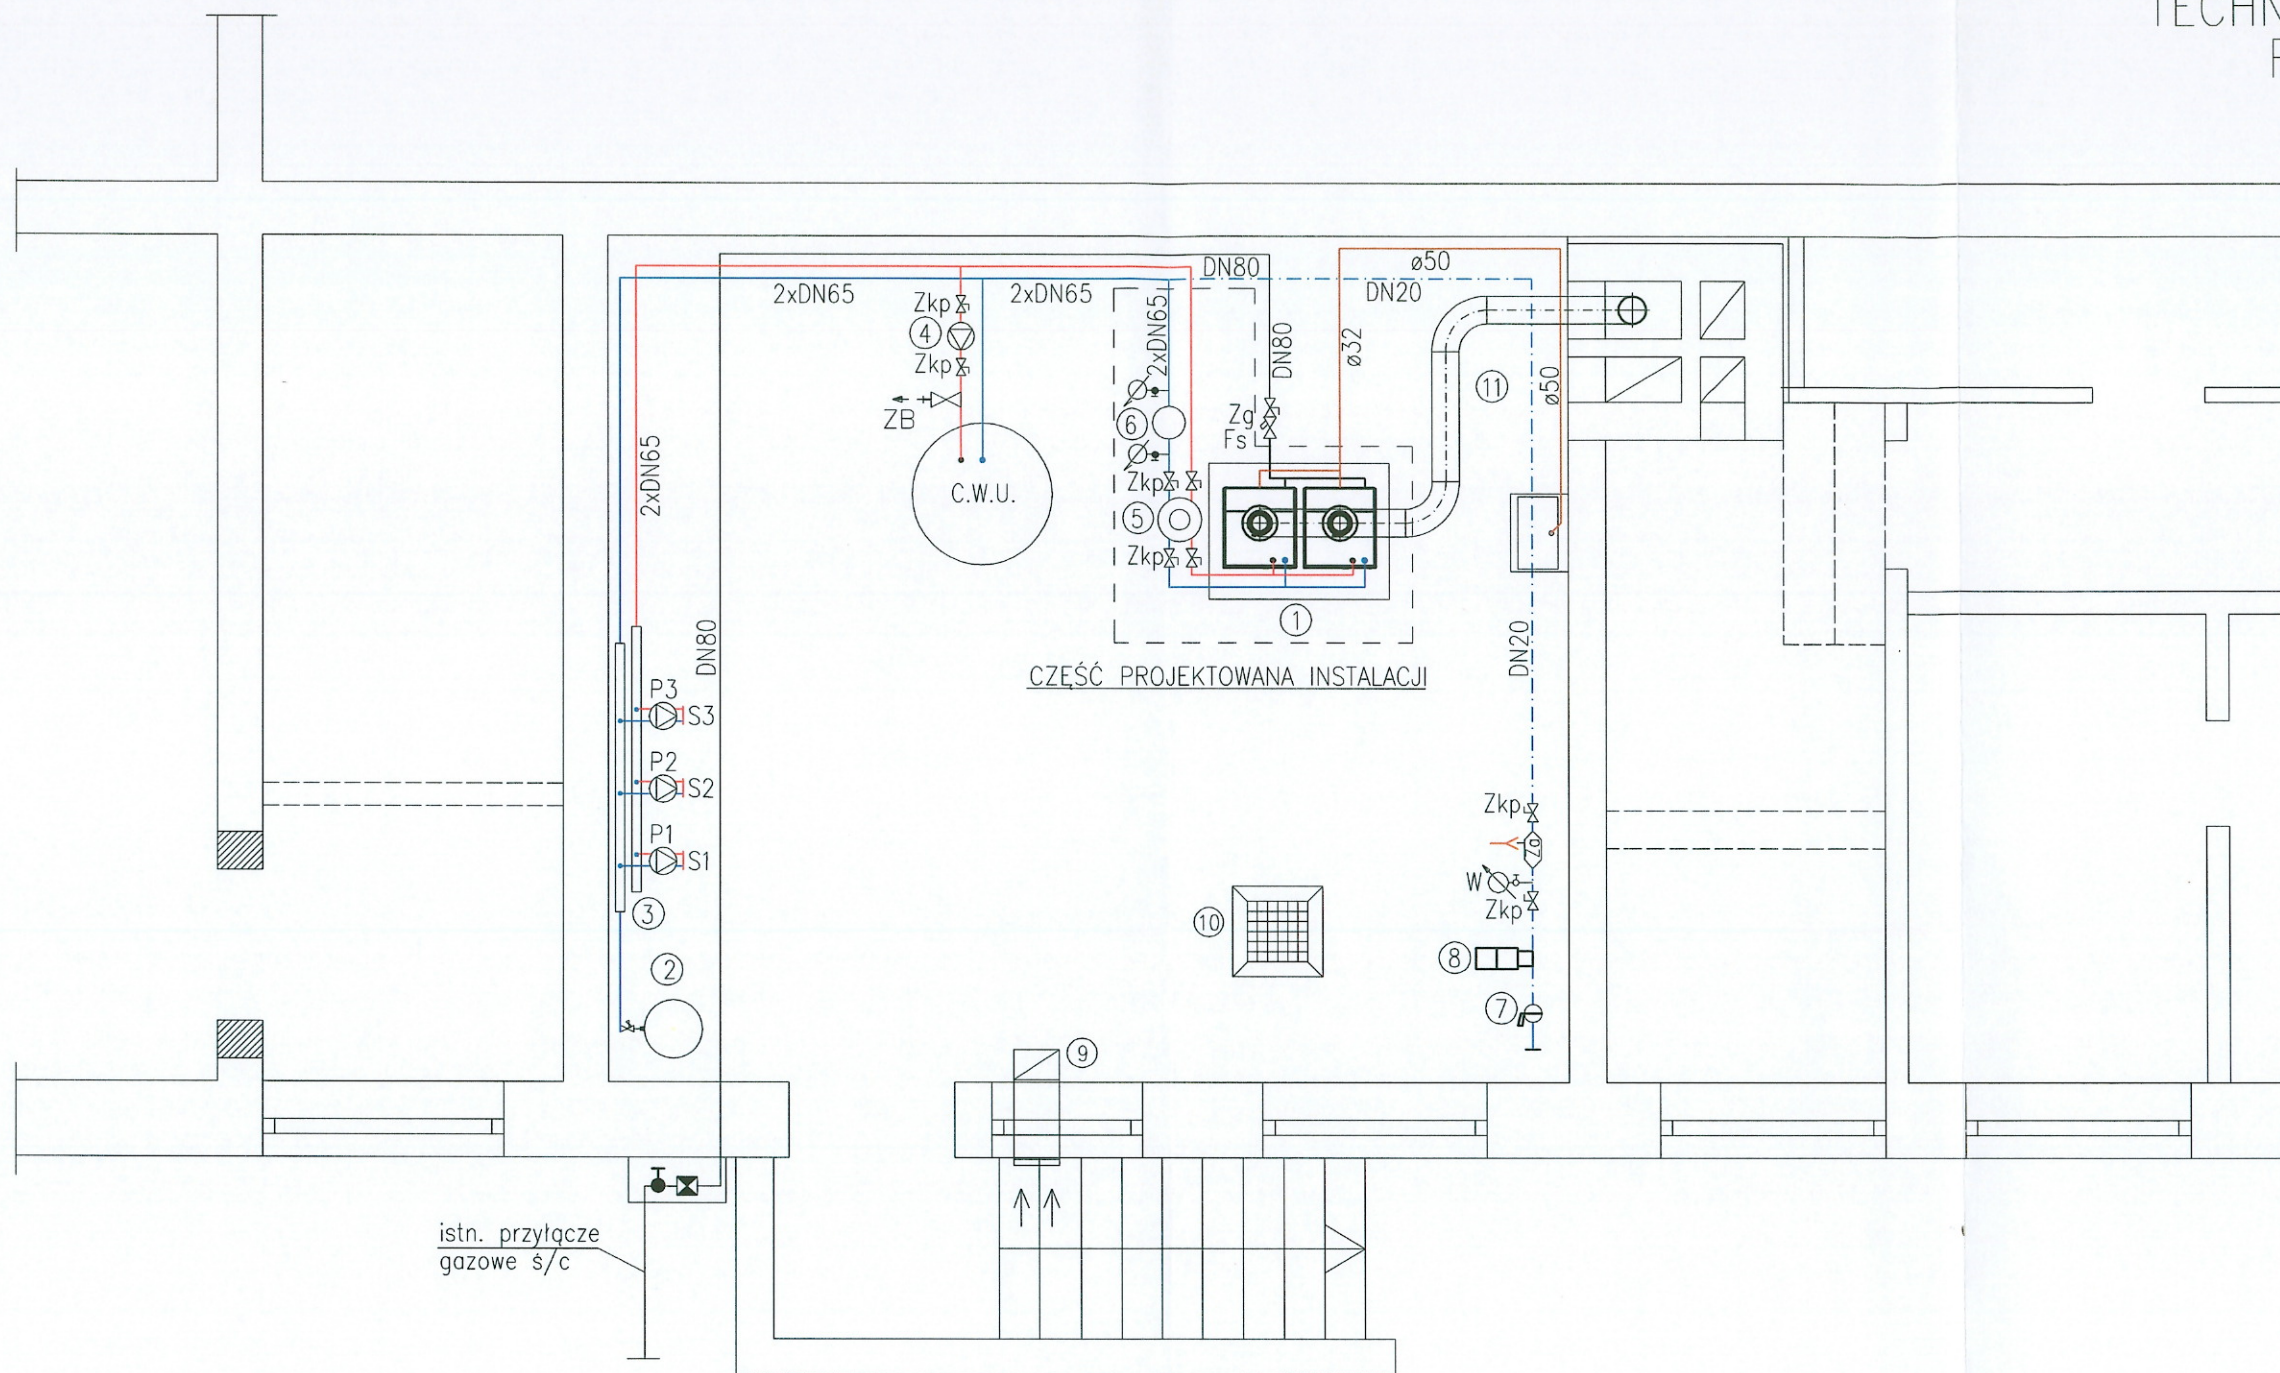 TECHN
DN80
ø50
2xDN65
2xDN65
DN20
Zkp
4
Zkp
ZB
2xDN65
DN80
ø32
11
ø50
6
Zg
Fs
2xDN65
C.W.U.
Zkp
5
Zkp
1
DN80
DN20
CZĘŚĆ PROJEKTOWANA INSTALACJI
P3
S3
P2
S2
P1
S1
3
2
Zkp
Za
W
Zkp
10
8
7
9
istn. przyłącze
gazowe ś/c